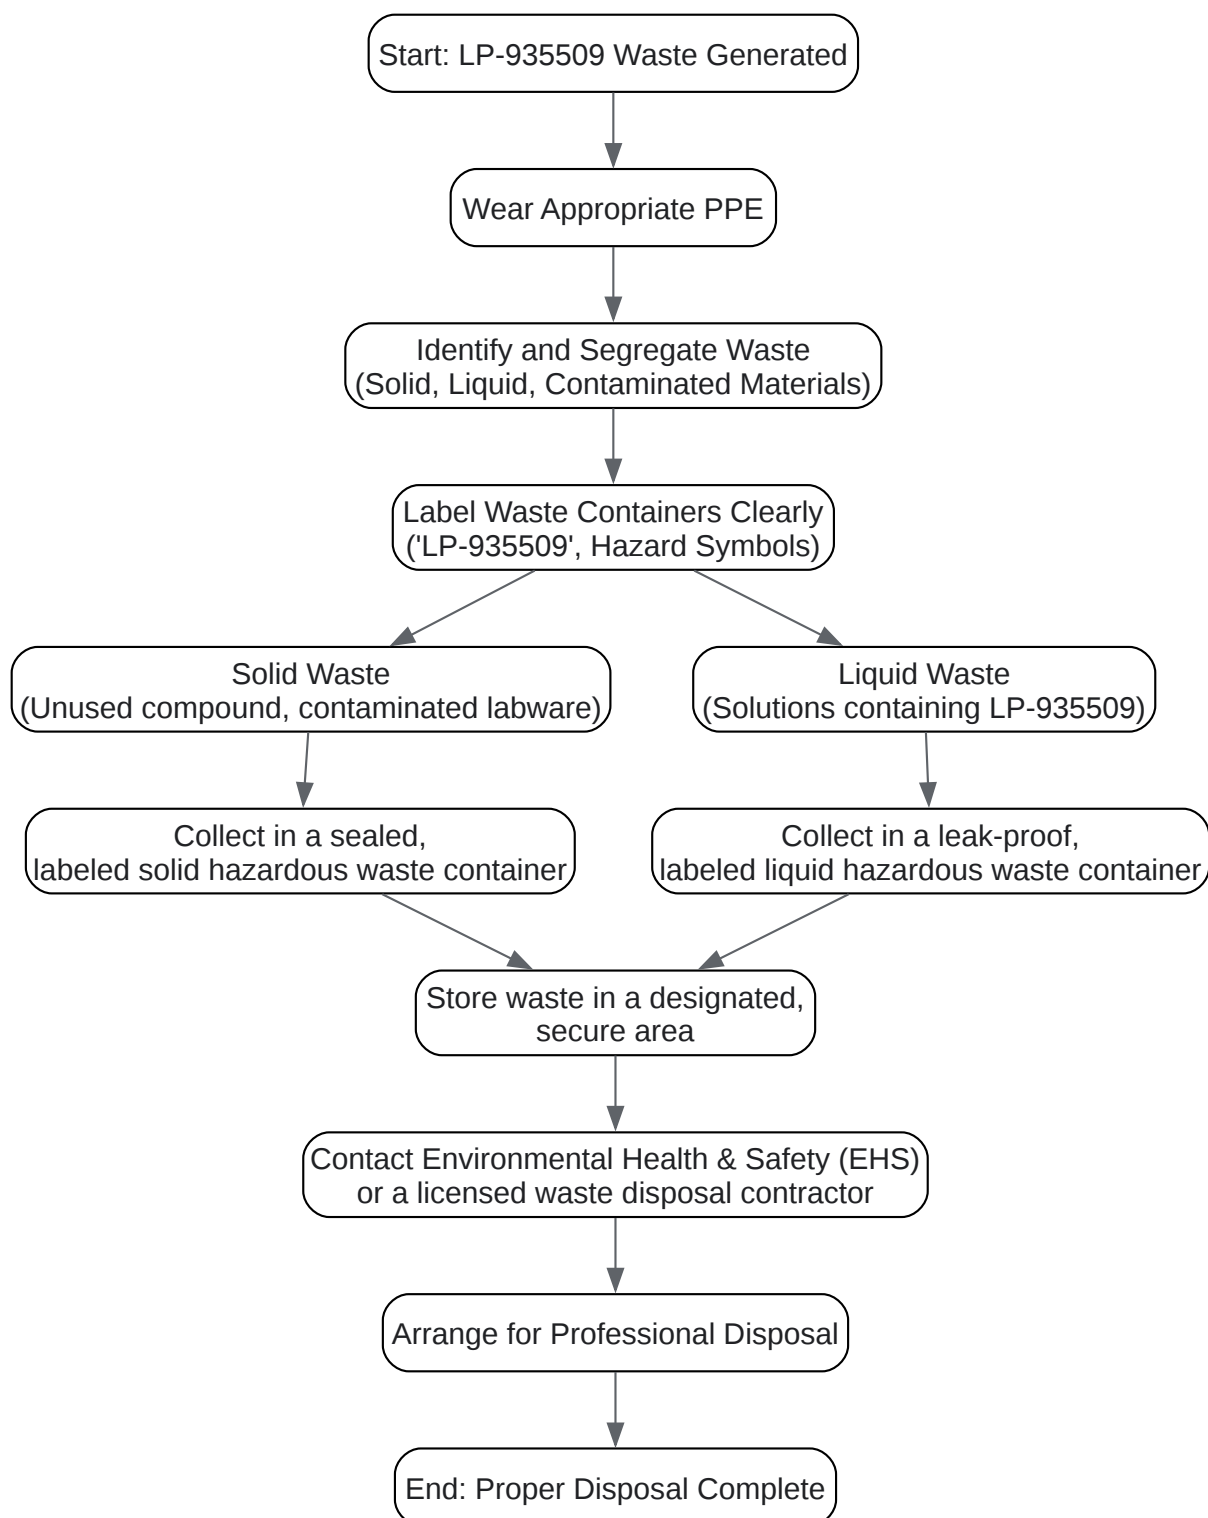 Start: LP-935509 Waste Generated
Wear Appropriate PPE
Identify and Segregate Waste
(Solid, Liquid, Contaminated Materials)
Label Waste Containers Clearly
('LP-935509', Hazard Symbols)
Solid Waste
(Unused compound, contaminated labware)
Liquid Waste
(Solutions containing LP-935509)
Collect in a sealed,
labeled solid hazardous waste container
Collect in a leak-proof,
labeled liquid hazardous waste container
Store waste in a designated,
secure area
Contact Environmental Health & Safety (EHS)
or a licensed waste disposal contractor
Arrange for Professional Disposal
End: Proper Disposal Complete